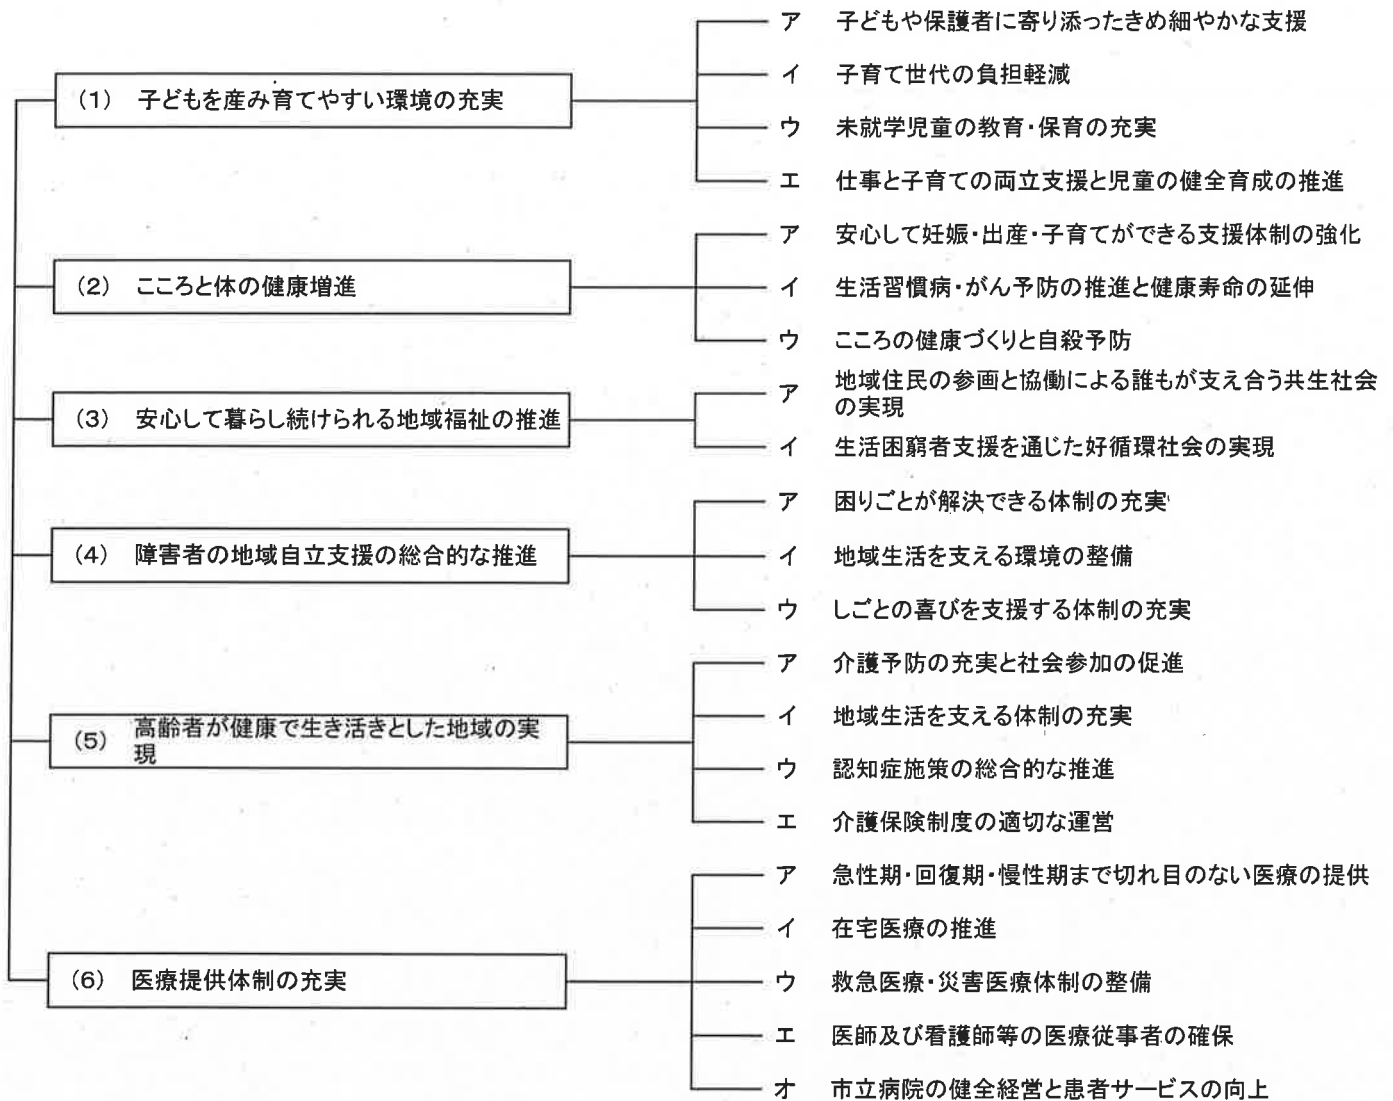 (1) 子どもを産み育てやすい環境の充実
ア 子どもや保護者に寄り添ったきめ細やかな支援
イ 子育て世代の負担軽減
ウ 未就学児童の教育・保育の充実
エ 仕事と子育ての両立支援と児童の健全育成の推進
(2) こころと体の健康増進
ア 安心して妊娠・出産・子育てができる支援体制の強化
イ 生活習慣病・がん予防の推進と健康寿命の延伸
ウ こころの健康づくりと自殺予防
(3) 安心して暮らし続けられる地域福祉の推進
ア 地域住民の参画と協働による誰もが支え合う共生社会
の実現
イ 生活困窮者支援を通じた好循環社会の実現
(4) 障害者の地域自立支援の総合的な推進
ア 困りごとが解決できる体制の充実
イ 地域生活を支える環境の整備
ウ しごとの喜びを支援する体制の充実
(5) 高齢者が健康で生き活きとした地域の実
現
ア 介護予防の充実と社会参加の促進
イ 地域生活を支える体制の充実
ウ 認知症施策の総合的な推進
エ 介護保険制度の適切な運営
(6) 医療提供体制の充実
ア 急性期・回復期・慢性期まで切れ目のない医療の提供
イ 在宅医療の推進
ウ 救急医療・災害医療体制の整備
エ 医師及び看護師等の医療従事者の確保
オ 市立病院の健全経営と患者サービスの向上